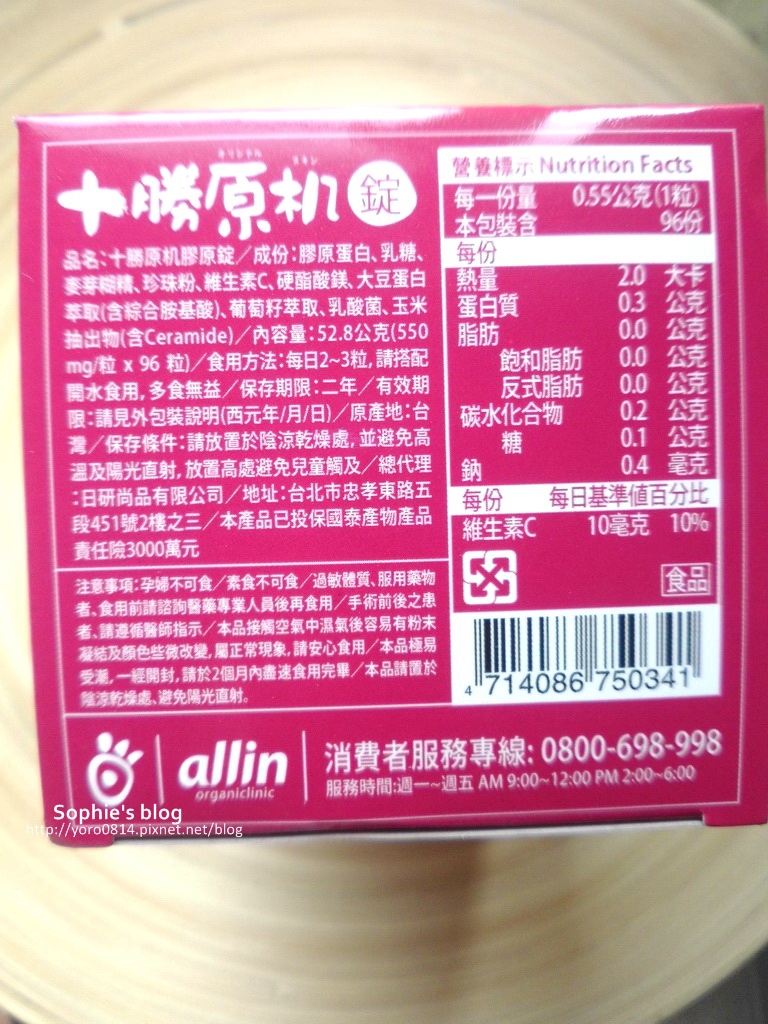 十勝原机錠
品名:十勝原机膠原錠/成份:膠原蛋白、乳糖、
麥芽糊精、珍珠粉、維生素C、硬酯酸鎂、大豆蛋白
萃取(含綜合胺基酸)、葡萄籽萃取、乳酸菌、玉米
抽出物(含Ceramide)/內容量:52.8公克(550
mg/粒 x 96 粒)/食用方法:每日2~3粒,請搭配
開水食用,多食無益/保存期限:二年/有效期
限:請見外包裝說明(西元年/月/日)/原產地:台
灣/保存條件:請放置於陰涼乾燥處,並避免高
溫及陽光直射,放置高處避免兒童觸及/總代理
:日研尚品有限公司/地址:台北市忠孝東路五
段451號2樓之三/本產品已投保國泰產物產品
責任險3000萬元
注意事項:孕婦不可食/素食不可食/過敏體質、服用藥物
者、食用前請諮詢醫藥專業人員後再食用/手術前後之患
者、請遵循醫師指示/本品接觸空氣中濕氣後容易有粉末
凝結及顏色些微改變,屬正常現象,請安心食用/本品極易
受潮,一經開封,請於2個月內盡速食用完畢/本品請置於
陰涼乾燥處、避免陽光直射。
營養標示 Nutrition Facts
每一份量 0.55公克(1粒)
本包裝含 96份
每份
熱量 2.0 大卡
蛋白質 0.3 公克
脂肪 0.0 公克
飽和脂肪 0.0 公克
反式脂肪 0.0 公克
碳水化合物 0.2 公克
糖 0.1 公克
鈉 0.4 毫克
每份 每日基準値百分比
維生素C 10毫克 10%
食品
4 714086 750341
allin
organiclinic
消費者服務專線: 0800-698-998
服務時間:週一~週五 AM 9:00~12:00 PM 2:00~6:00
Sophie's blog
http://yoro0814.pixnet.net/blog